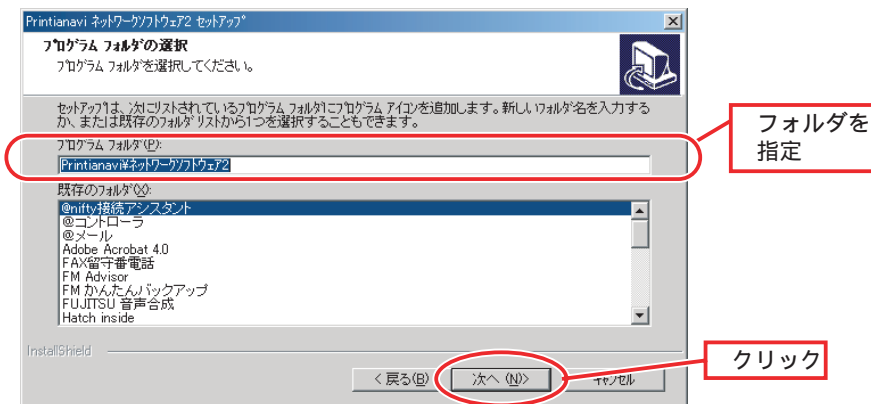 Printianavi ネットワークソフトウェア2 セットアップ
プログラム フォルダの選択
プログラム フォルダを選択してください。
セットアップは、次にリストされているプログラム フォルダにプログラム アイコンを追加します。新しいフォルダ名を入力する
か、または既存のフォルダ リストから1つを選択することもできます。
プログラム フォルダ(P):
Printianavi¥ネットワークソフトウェア2
既存のフォルダ(X):
@nifty接続アシスタント
@コントローラ
@メール
Adobe Acrobat 4.0
FAX留守番電話
FM Advisor
FM かんたんバックアップ
FUJITSU 音声合成
Hatch inside
InstallShield
< 戻る(B)
次へ (N)>
キャンセル
フォルダを
指定
クリック